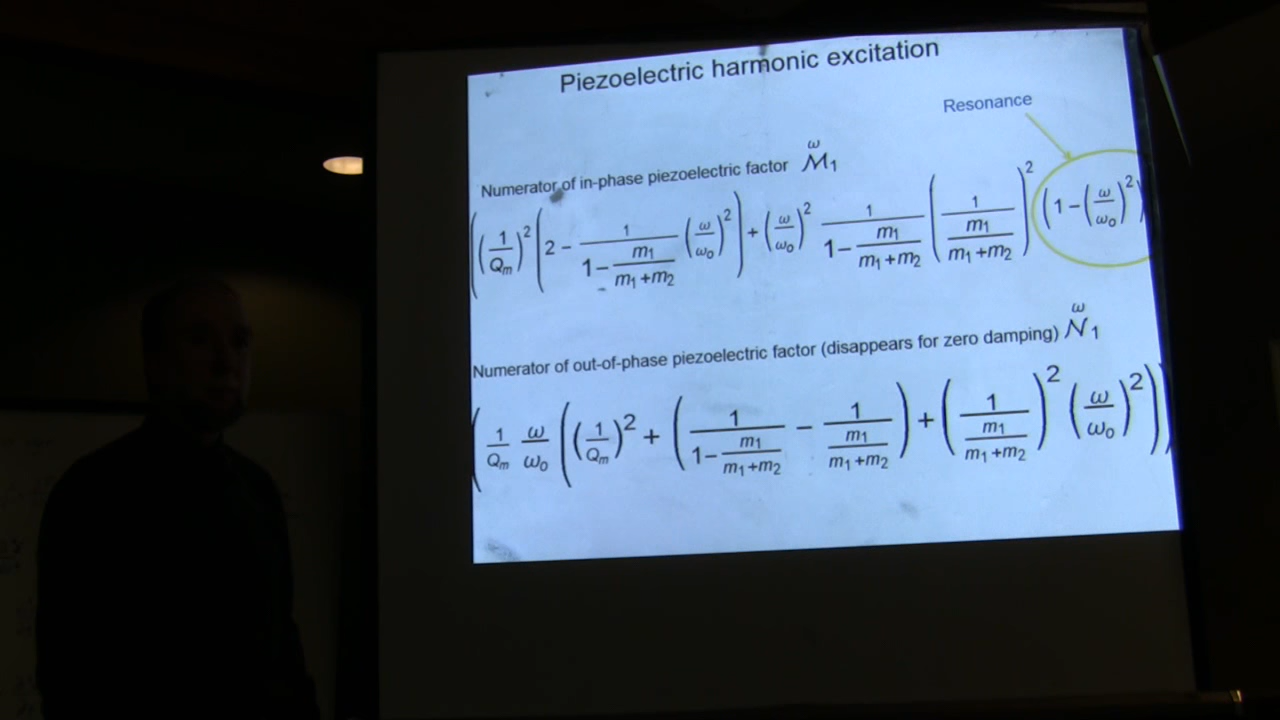 Piezoelectric harmonic excitation
Resonance
Numerator of in-phase piezoelectric factor M₁^ω
((1/Qₘ)²(2 − 1/(1 − m₁/(m₁+m₂)) (ω/ω₀)²) + (ω/ω₀)² 1/(1 − m₁/(m₁+m₂)) (1/(m₁/(m₁+m₂)))² (1 − (ω/ω₀)²)
Numerator of out-of-phase piezoelectric factor (disappears for zero damping) N₁^ω
(1/Qₘ ω/ω₀ ((1/Qₘ)² + (1/(1 − m₁/(m₁+m₂)) − 1/(m₁/(m₁+m₂))) + (1/(m₁/(m₁+m₂)))² (ω/ω₀)²))